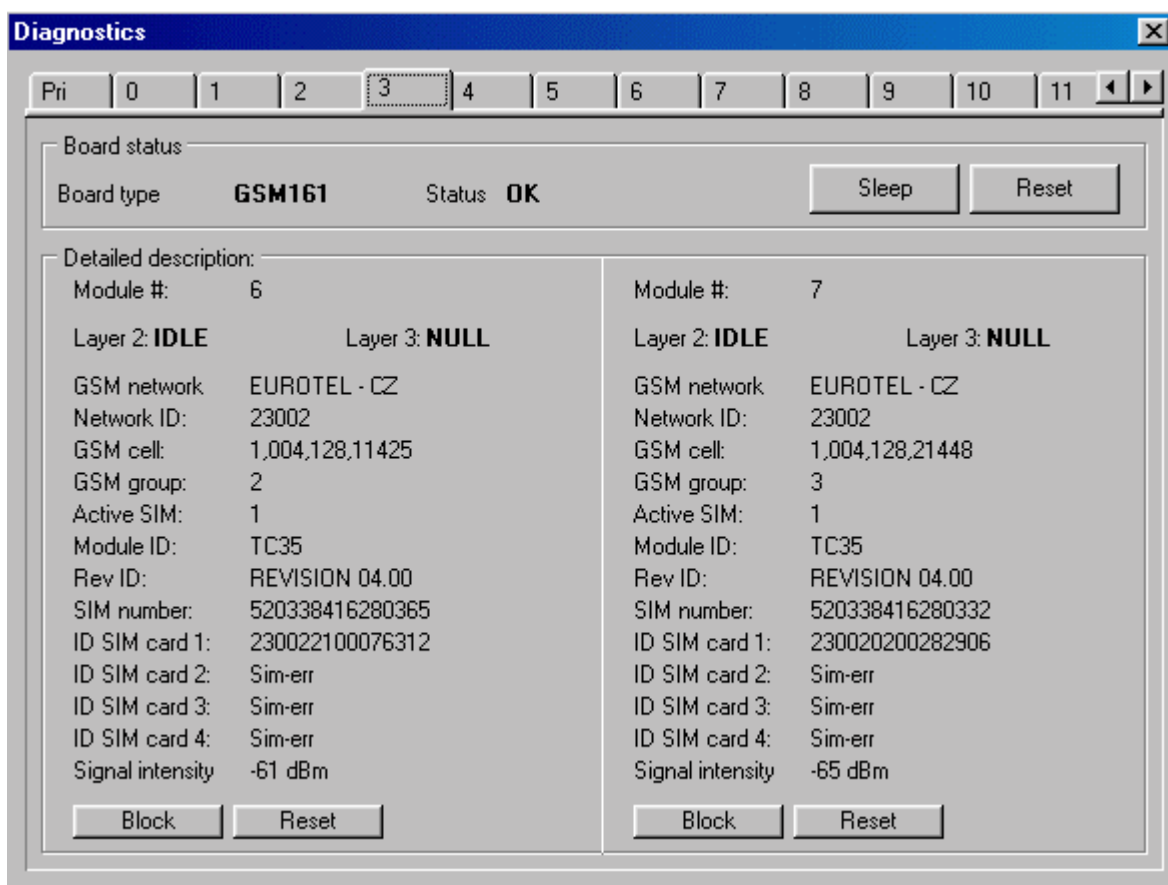 Diagnostics
Pri 0 1 2 3 4 5 6 7 8 9 10 11
Board status
Board type GSM161 Status OK Sleep Reset
Detailed description:
Module #: 6
Layer 2: IDLE Layer 3: NULL
GSM network EUROTEL - CZ
Network ID: 23002
GSM cell: 1,004,128,11425
GSM group: 2
Active SIM: 1
Module ID: TC35
Rev ID: REVISION 04.00
SIM number: 520338416280365
ID SIM card 1: 230022100076312
ID SIM card 2: Sim-err
ID SIM card 3: Sim-err
ID SIM card 4: Sim-err
Signal intensity -61 dBm
Block Reset
Module #: 7
Layer 2: IDLE Layer 3: NULL
GSM network EUROTEL - CZ
Network ID: 23002
GSM cell: 1,004,128,21448
GSM group: 3
Active SIM: 1
Module ID: TC35
Rev ID: REVISION 04.00
SIM number: 520338416280332
ID SIM card 1: 230020200282906
ID SIM card 2: Sim-err
ID SIM card 3: Sim-err
ID SIM card 4: Sim-err
Signal intensity -65 dBm
Block Reset